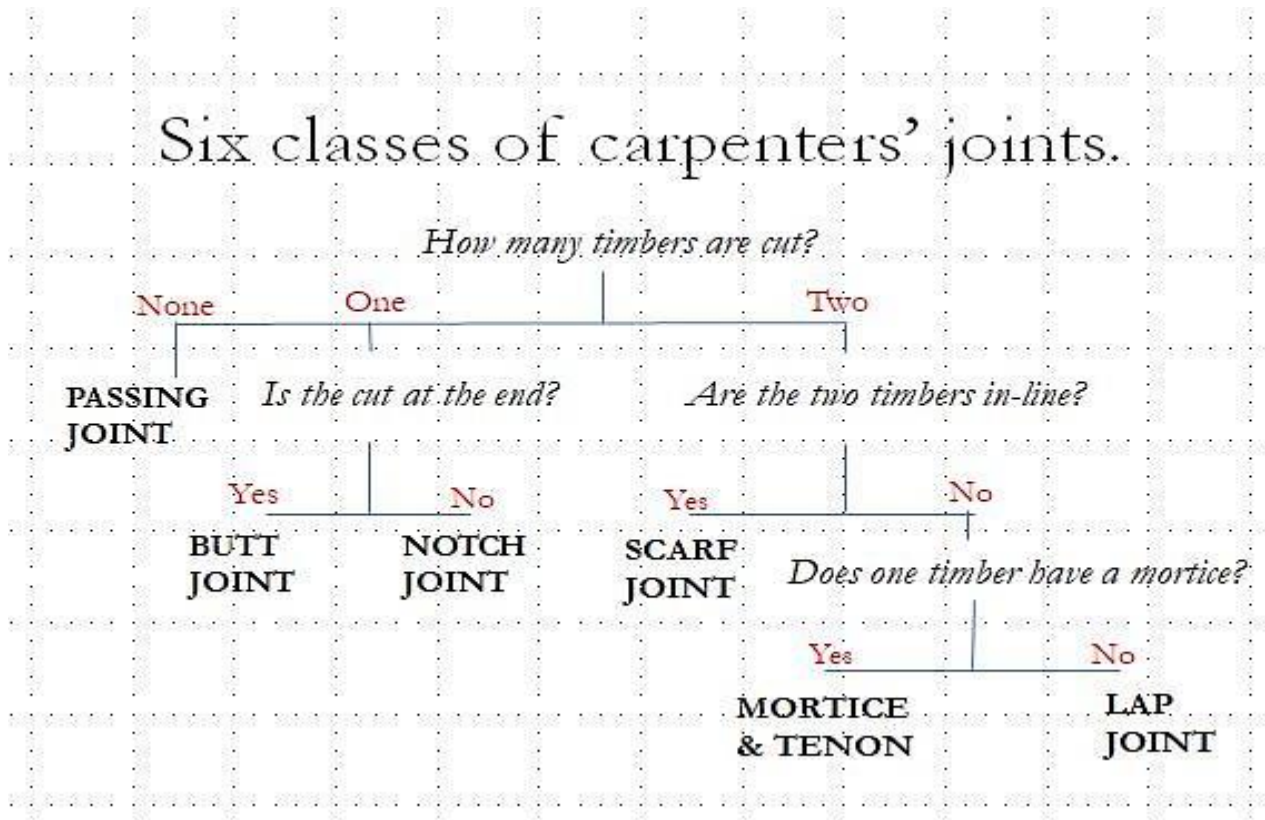 Six classes of carpenters' joints.
How many timbers are cut?
None One Two
PASSING
JOINT
Is the cut at the end?
Are the two timbers in-line?
Yes No
Yes No
BUTT
JOINT
NOTCH
JOINT
SCARF
JOINT
Does one timber have a mortice?
Yes No
MORTICE
& TENON
LAP
JOINT